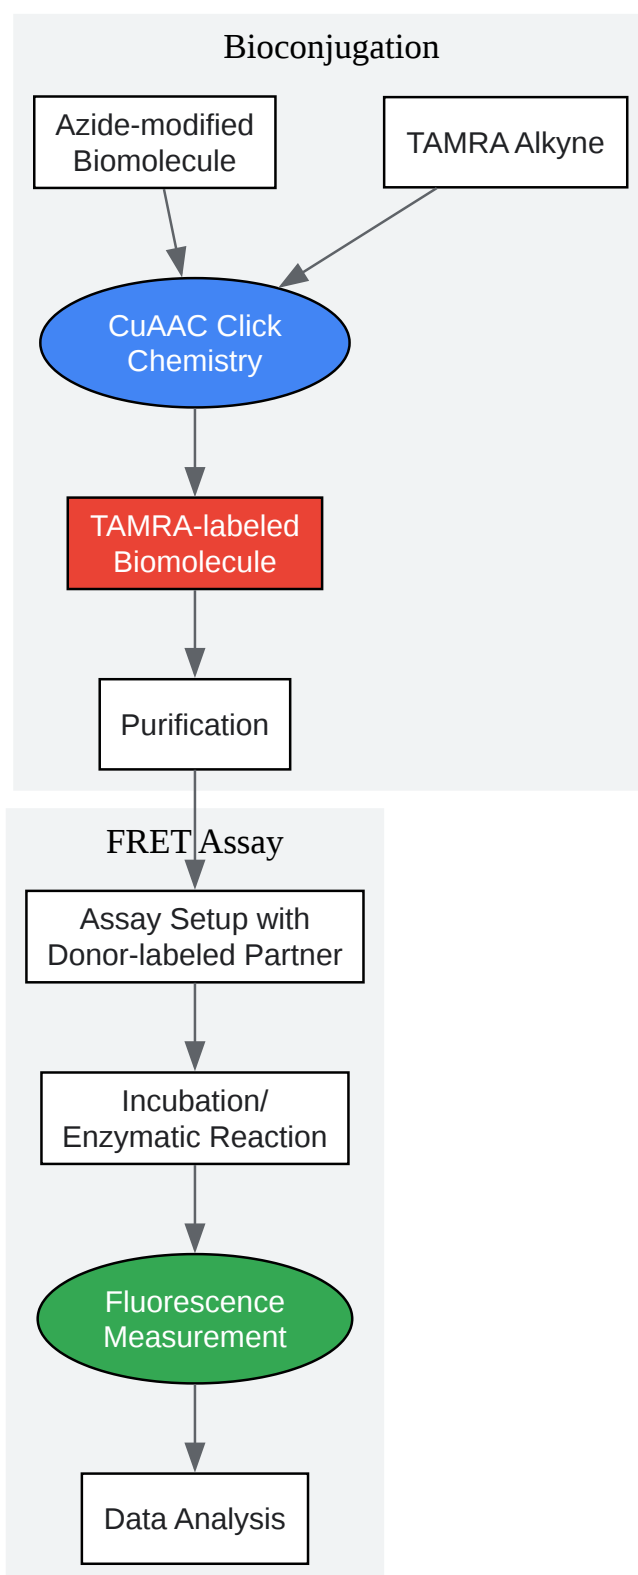 Bioconjugation
Azide-modified
Biomolecule
TAMRA Alkyne
CuAAC Click
Chemistry
TAMRA-labeled
Biomolecule
Purification
FRET Assay
Assay Setup with
Donor-labeled Partner
Incubation/
Enzymatic Reaction
Fluorescence
Measurement
Data Analysis